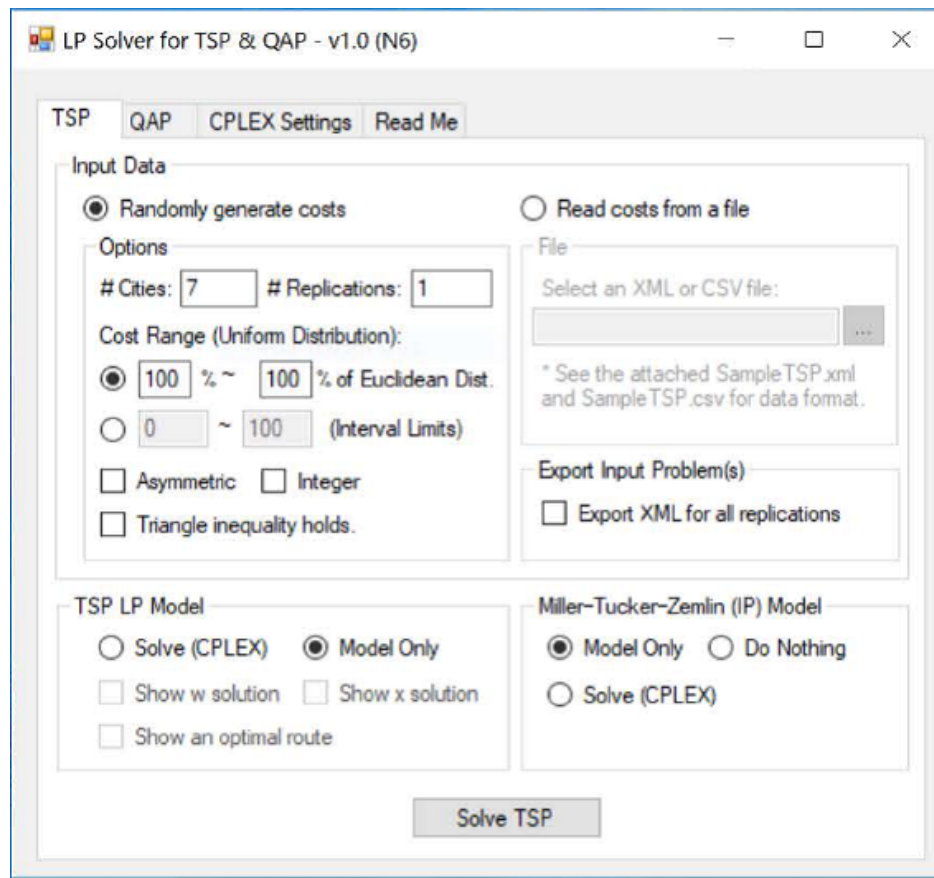 LP Solver for TSP & QAP - v1.0 (N6)
TSP QAP CPLEX Settings Read Me
Input Data
Randomly generate costs
Read costs from a file
Options
# Cities: 7 # Replications: 1
Cost Range (Uniform Distribution):
100 % ~ 100 % of Euclidean Dist.
0 ~ 100 (Interval Limits)
Asymmetric Integer
Triangle inequality holds.
File
Select an XML or CSV file:
...
* See the attached SampleTSP.xml
and SampleTSP.csv for data format.
Export Input Problem(s)
Export XML for all replications
TSP LP Model
Solve (CPLEX) Model Only
Show w solution Show x solution
Show an optimal route
Miller-Tucker-Zemlin (IP) Model
Model Only Do Nothing
Solve (CPLEX)
Solve TSP